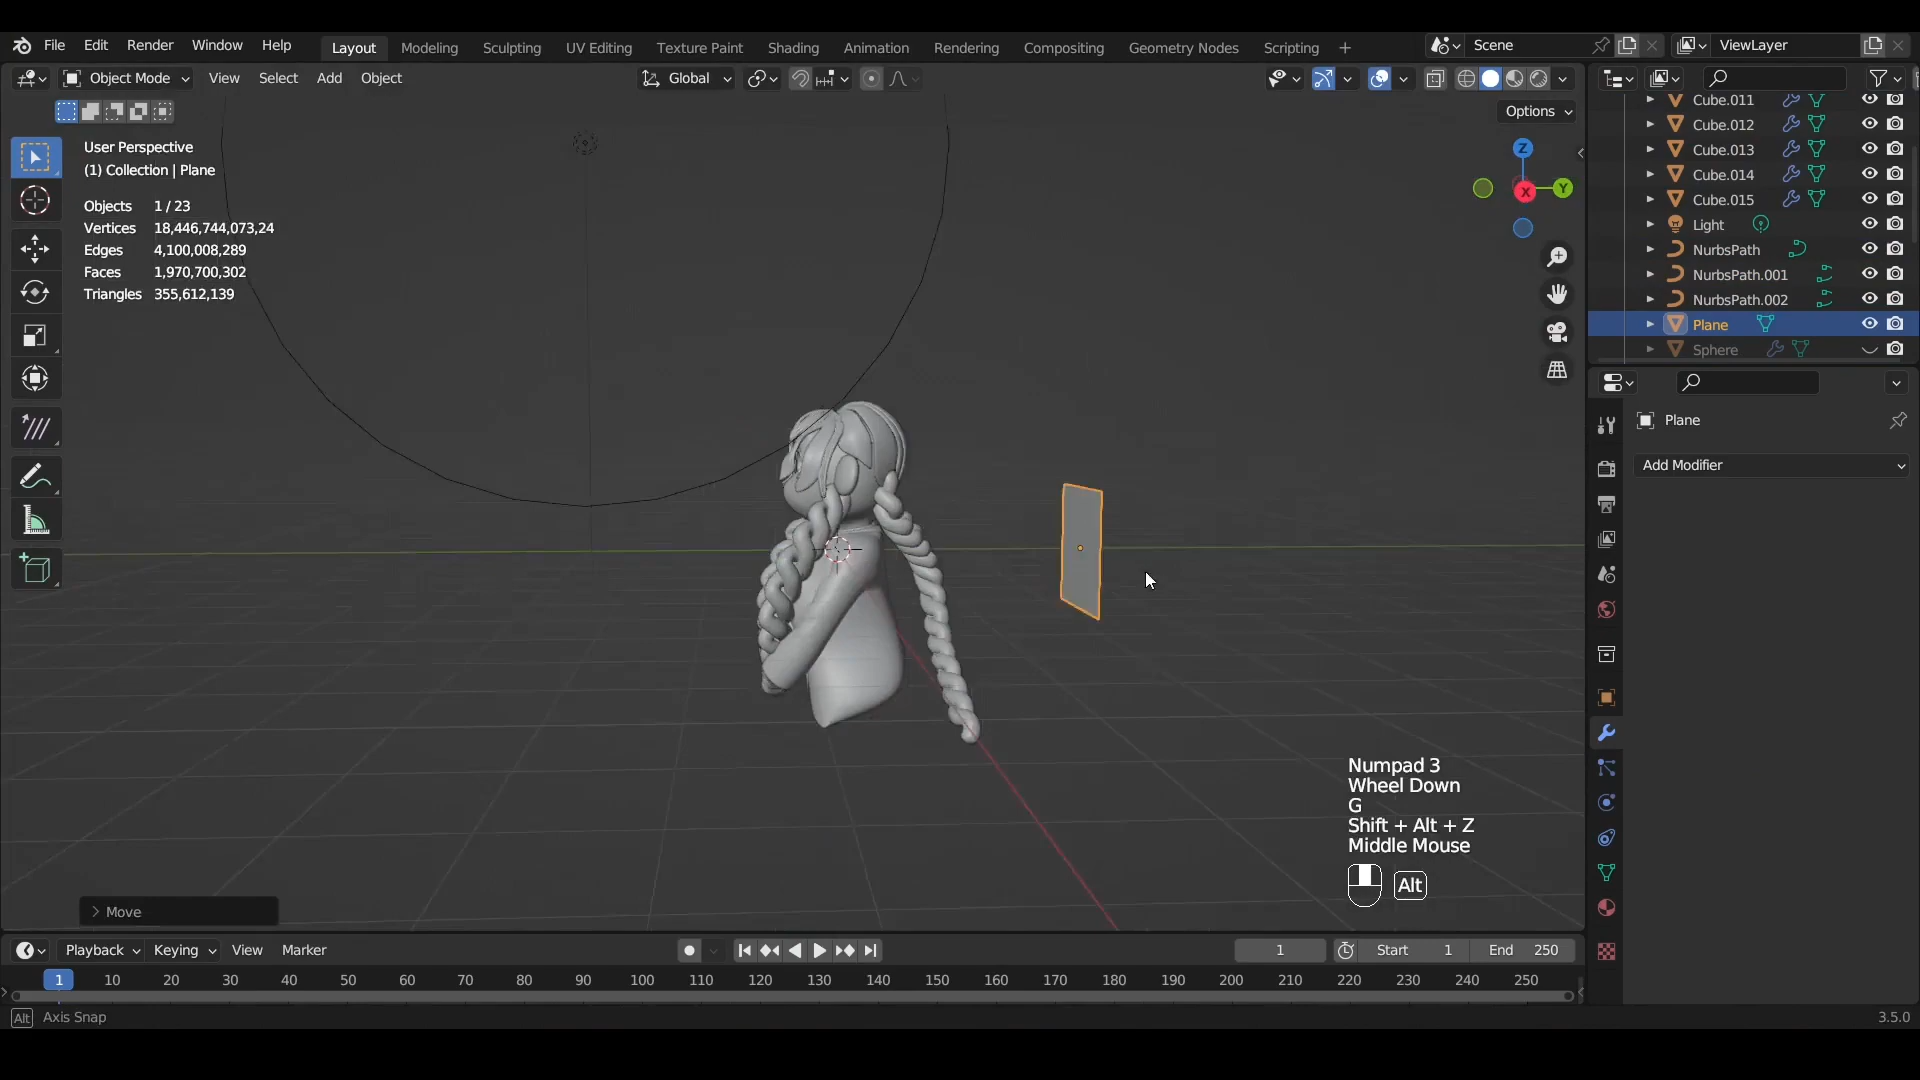 File Edit Render Window Help Layout Modeling Sculpting UV Editing Texture Paint Shading Animation Rendering Compositing Geometry Nodes Scripting + Scene ViewLayer
Object Mode View Select Add Object Global
Options
User Perspective
(1) Collection | Plane
Objects 1 / 23
Vertices 18,446,744,073,24
Edges 4,100,008,289
Faces 1,970,700,302
Triangles 355,612,139
Z
X
Y
Cube.011
Cube.012
Cube.013
Cube.014
Cube.015
Light
NurbsPath
NurbsPath.001
NurbsPath.002
Plane
Sphere
Plane
Add Modifier
Numpad 3
Wheel Down
G
Shift + Alt + Z
Middle Mouse
Alt
Move
Playback Keying View Marker 1 Start 1 End 250
1 10 20 30 40 50 60 70 80 90 100 110 120 130 140 150 160 170 180 190 200 210 220 230 240 250
Alt Axis Snap 3.5.0